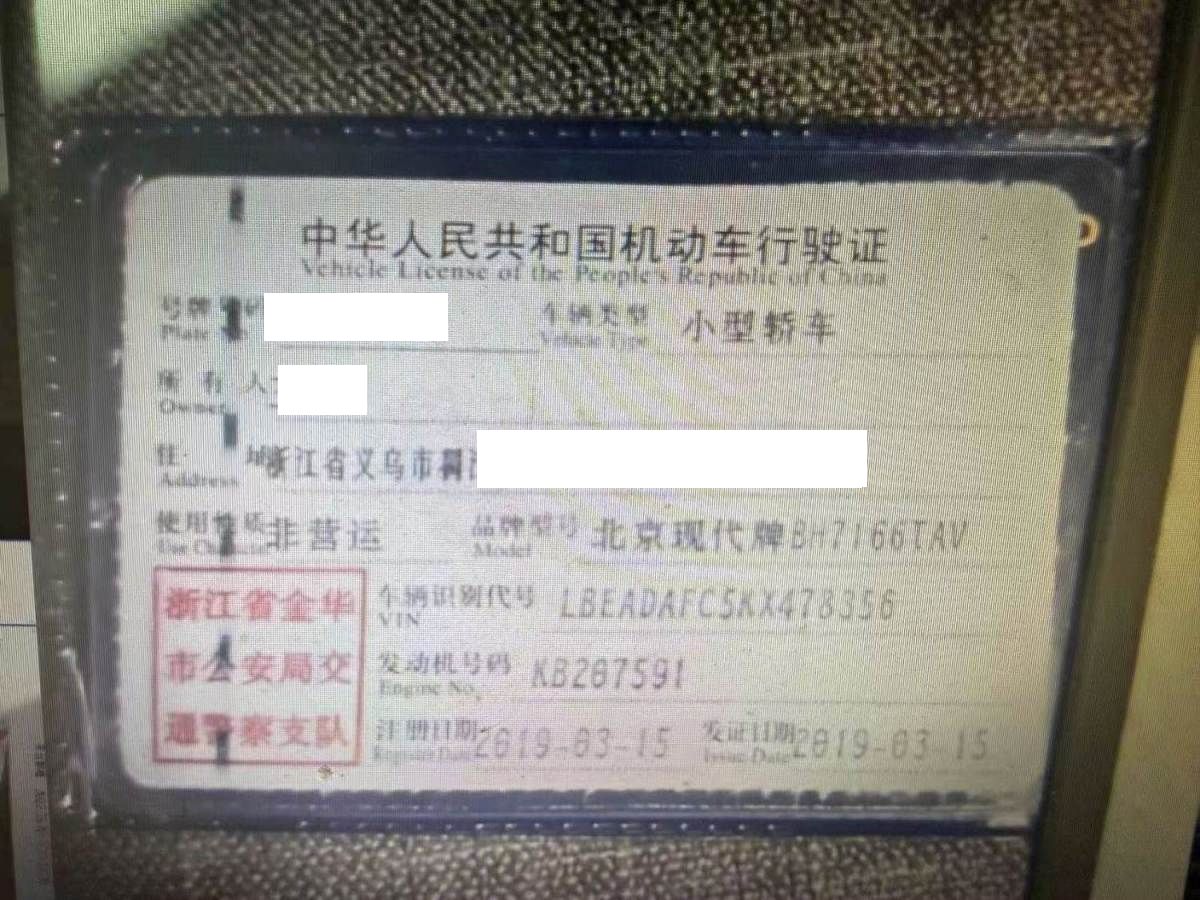 中华人民共和国机动车行驶证
Vehicle License of the People's Republic of China
号牌号码 车辆类型 小型轿车
Plate No Vehicle Type
所有人
Owner
住址 浙江省义乌市稠
Address
使用性质 非营运 品牌型号 北京现代牌BH7166TAV
Use Character Model
浙江省金华 车辆识别代号 LBEADAFC5KX478356
VIN
市公安局交 发动机号码 KB287591
Engine No.
通警察支队 注册日期 2019-03-15 发证日期 2019-03-15
Register Date Issue Date